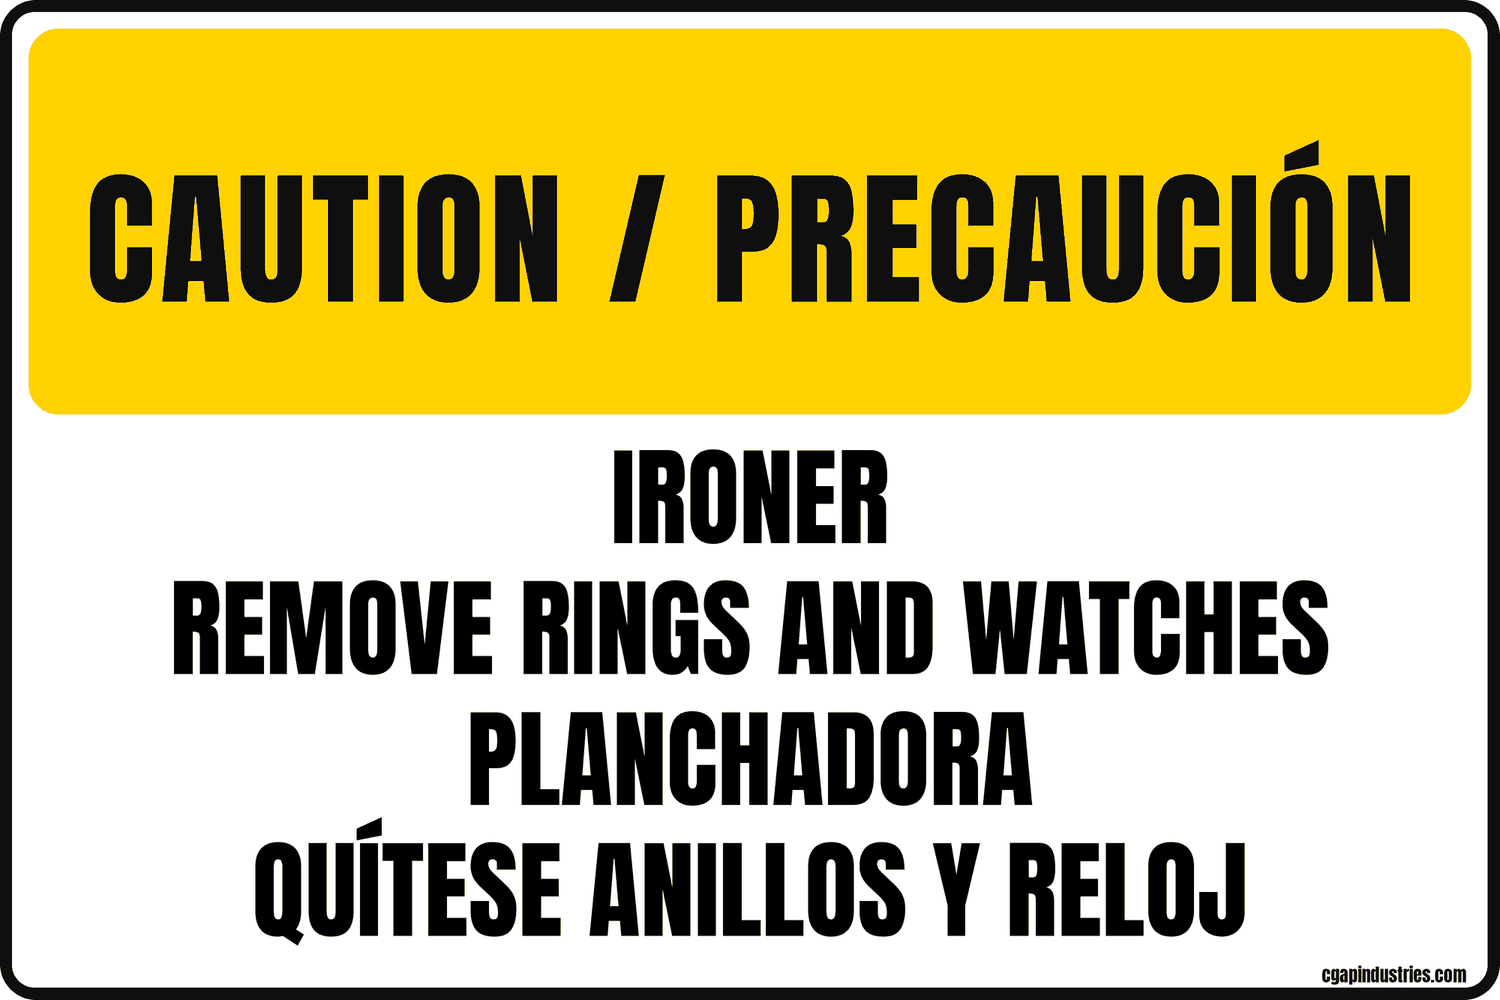 CAUTION / PRECAUCIÓN
IRONER
REMOVE RINGS AND WATCHES
PLANCHADORA
QUÍTESE ANILLOS Y RELOJ
cgapindustries.com